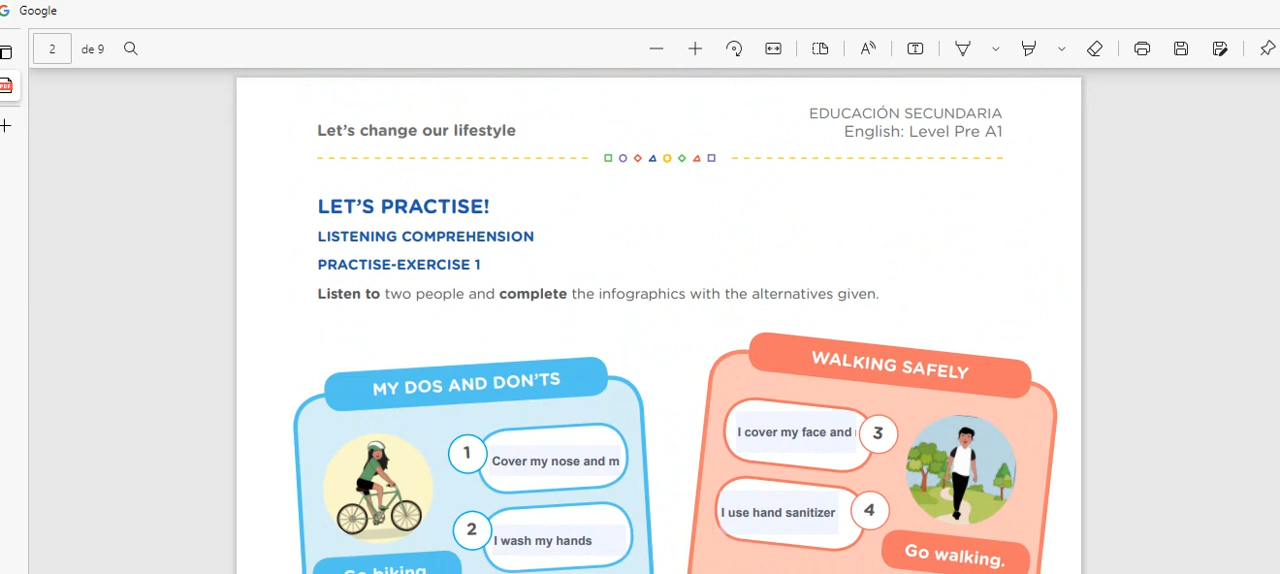 Google
2 de 9
Let's change our lifestyle
EDUCACIÓN SECUNDARIA
English: Level Pre A1
LET'S PRACTISE!
LISTENING COMPREHENSION
PRACTISE-EXERCISE 1
Listen to two people and complete the infographics with the alternatives given.
MY DOS AND DON'TS
1
Cover my nose and m
2
I wash my hands
Go biking.
WALKING SAFELY
I cover my face and
3
I use hand sanitizer
4
Go walking.